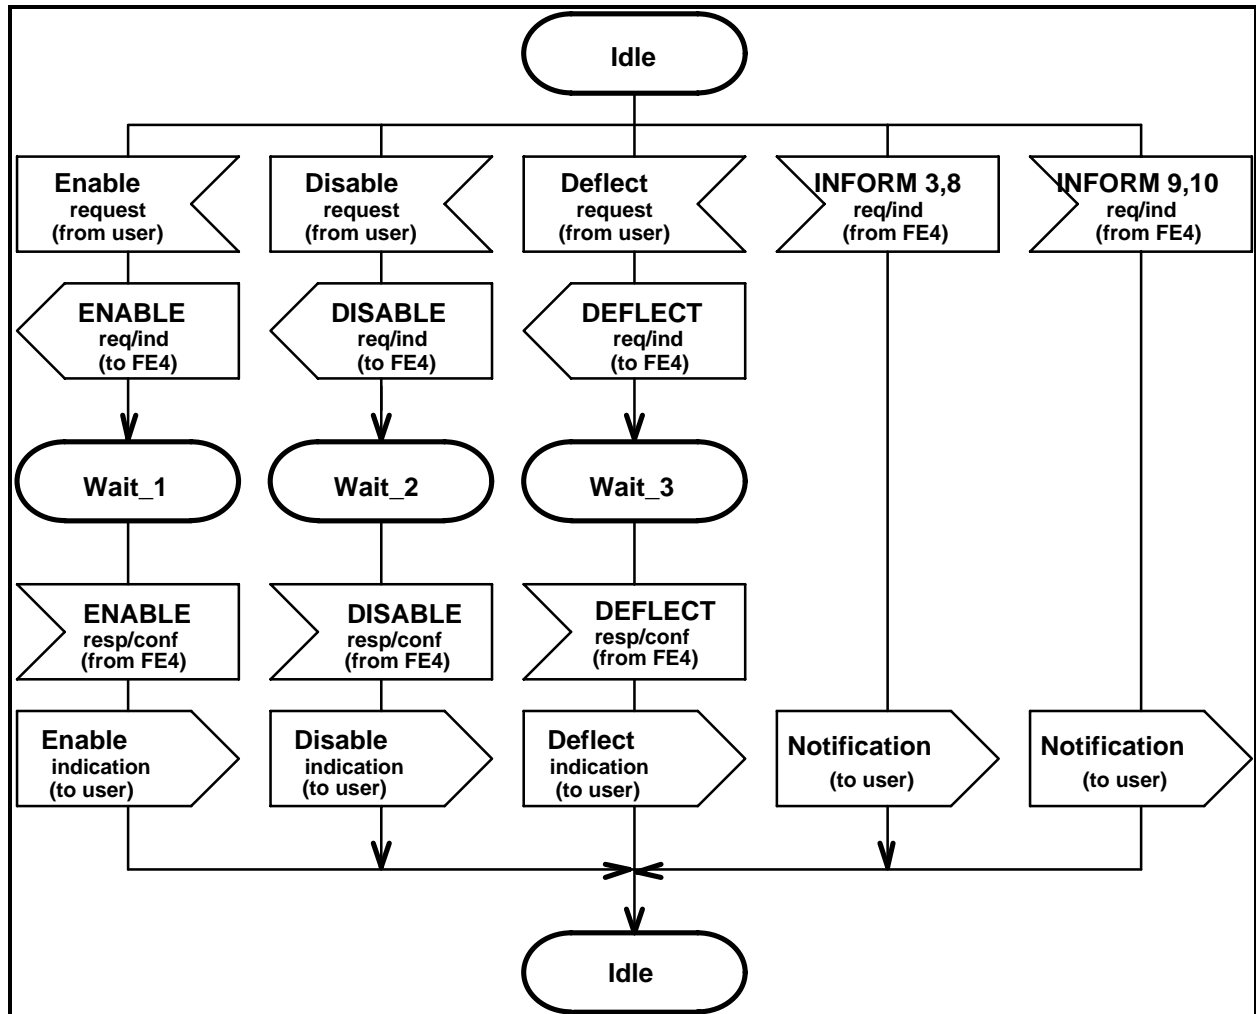 Idle
Enable
request
(from user)
Disable
request
(from user)
Deflect
request
(from user)
INFORM 3,8
req/ind
(from FE4)
INFORM 9,10
req/ind
(from FE4)
ENABLE
req/ind
(to FE4)
DISABLE
req/ind
(to FE4)
DEFLECT
req/ind
(to FE4)
Wait_1
Wait_2
Wait_3
ENABLE
resp/conf
(from FE4)
DISABLE
resp/conf
(from FE4)
DEFLECT
resp/conf
(from FE4)
Enable
indication
(to user)
Disable
indication
(to user)
Deflect
indication
(to user)
Notification
(to user)
Notification
(to user)
Idle